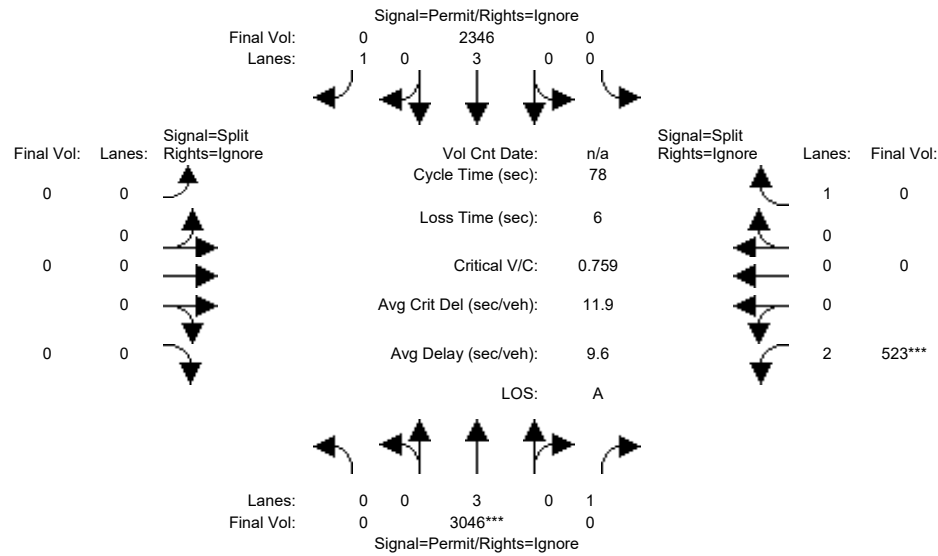 Signal=Permit/Rights=Ignore
Final Vol: 0 2346 0
Lanes: 1 0 3 0 0
Signal=Split Signal=Split
Final Vol: Lanes: Rights=Ignore Vol Cnt Date: n/a Rights=Ignore Lanes: Final Vol:
Cycle Time (sec): 78
0 0 1 0
Loss Time (sec): 6
0 0
0 0 Critical V/C: 0.759 0 0
0 Avg Crit Del (sec/veh): 11.9 0
0 0 Avg Delay (sec/veh): 9.6 2 523***
LOS: A
Lanes: 0 0 3 0 1
Final Vol: 0 3046*** 0
Signal=Permit/Rights=Ignore